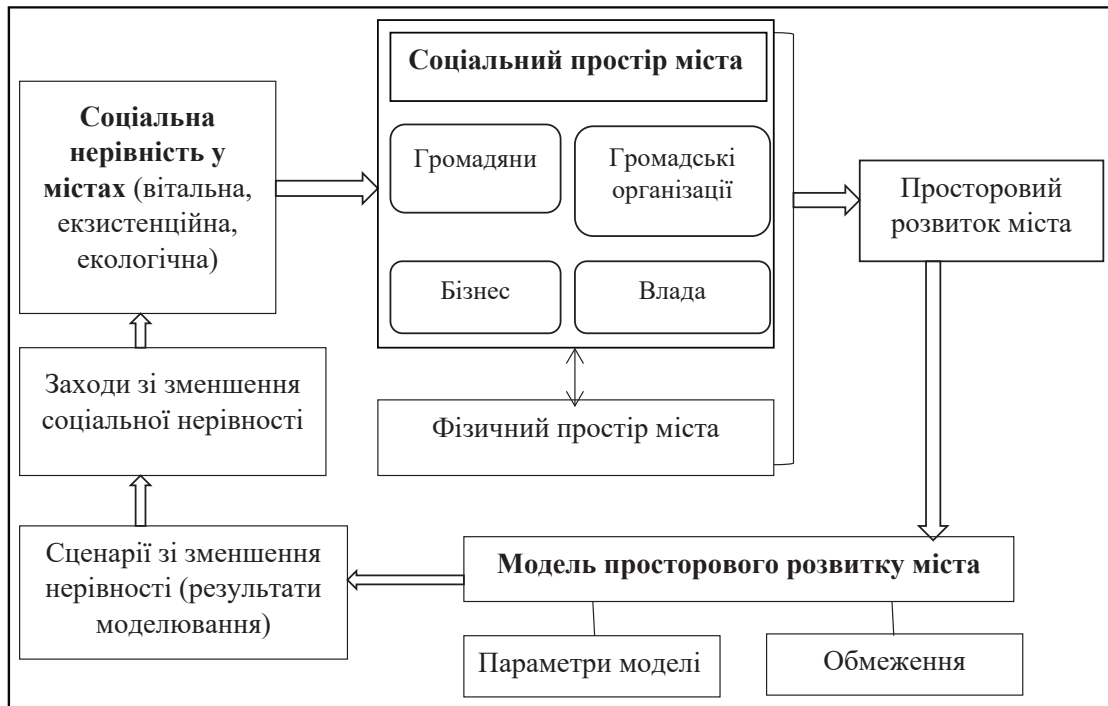 Соціальний простір міста
Соціальна
нерівність у
містах (вітальна,
екзистенційна,
екологічна)
Громадяни
Громадські
організації
Бізнес
Влада
Просторовий
розвиток міста
Заходи зі зменшення
соціальної нерівності
Фізичний простір міста
Сценарії зі зменшення
нерівності (результати
моделювання)
Модель просторового розвитку міста
Параметри моделі
Обмеження